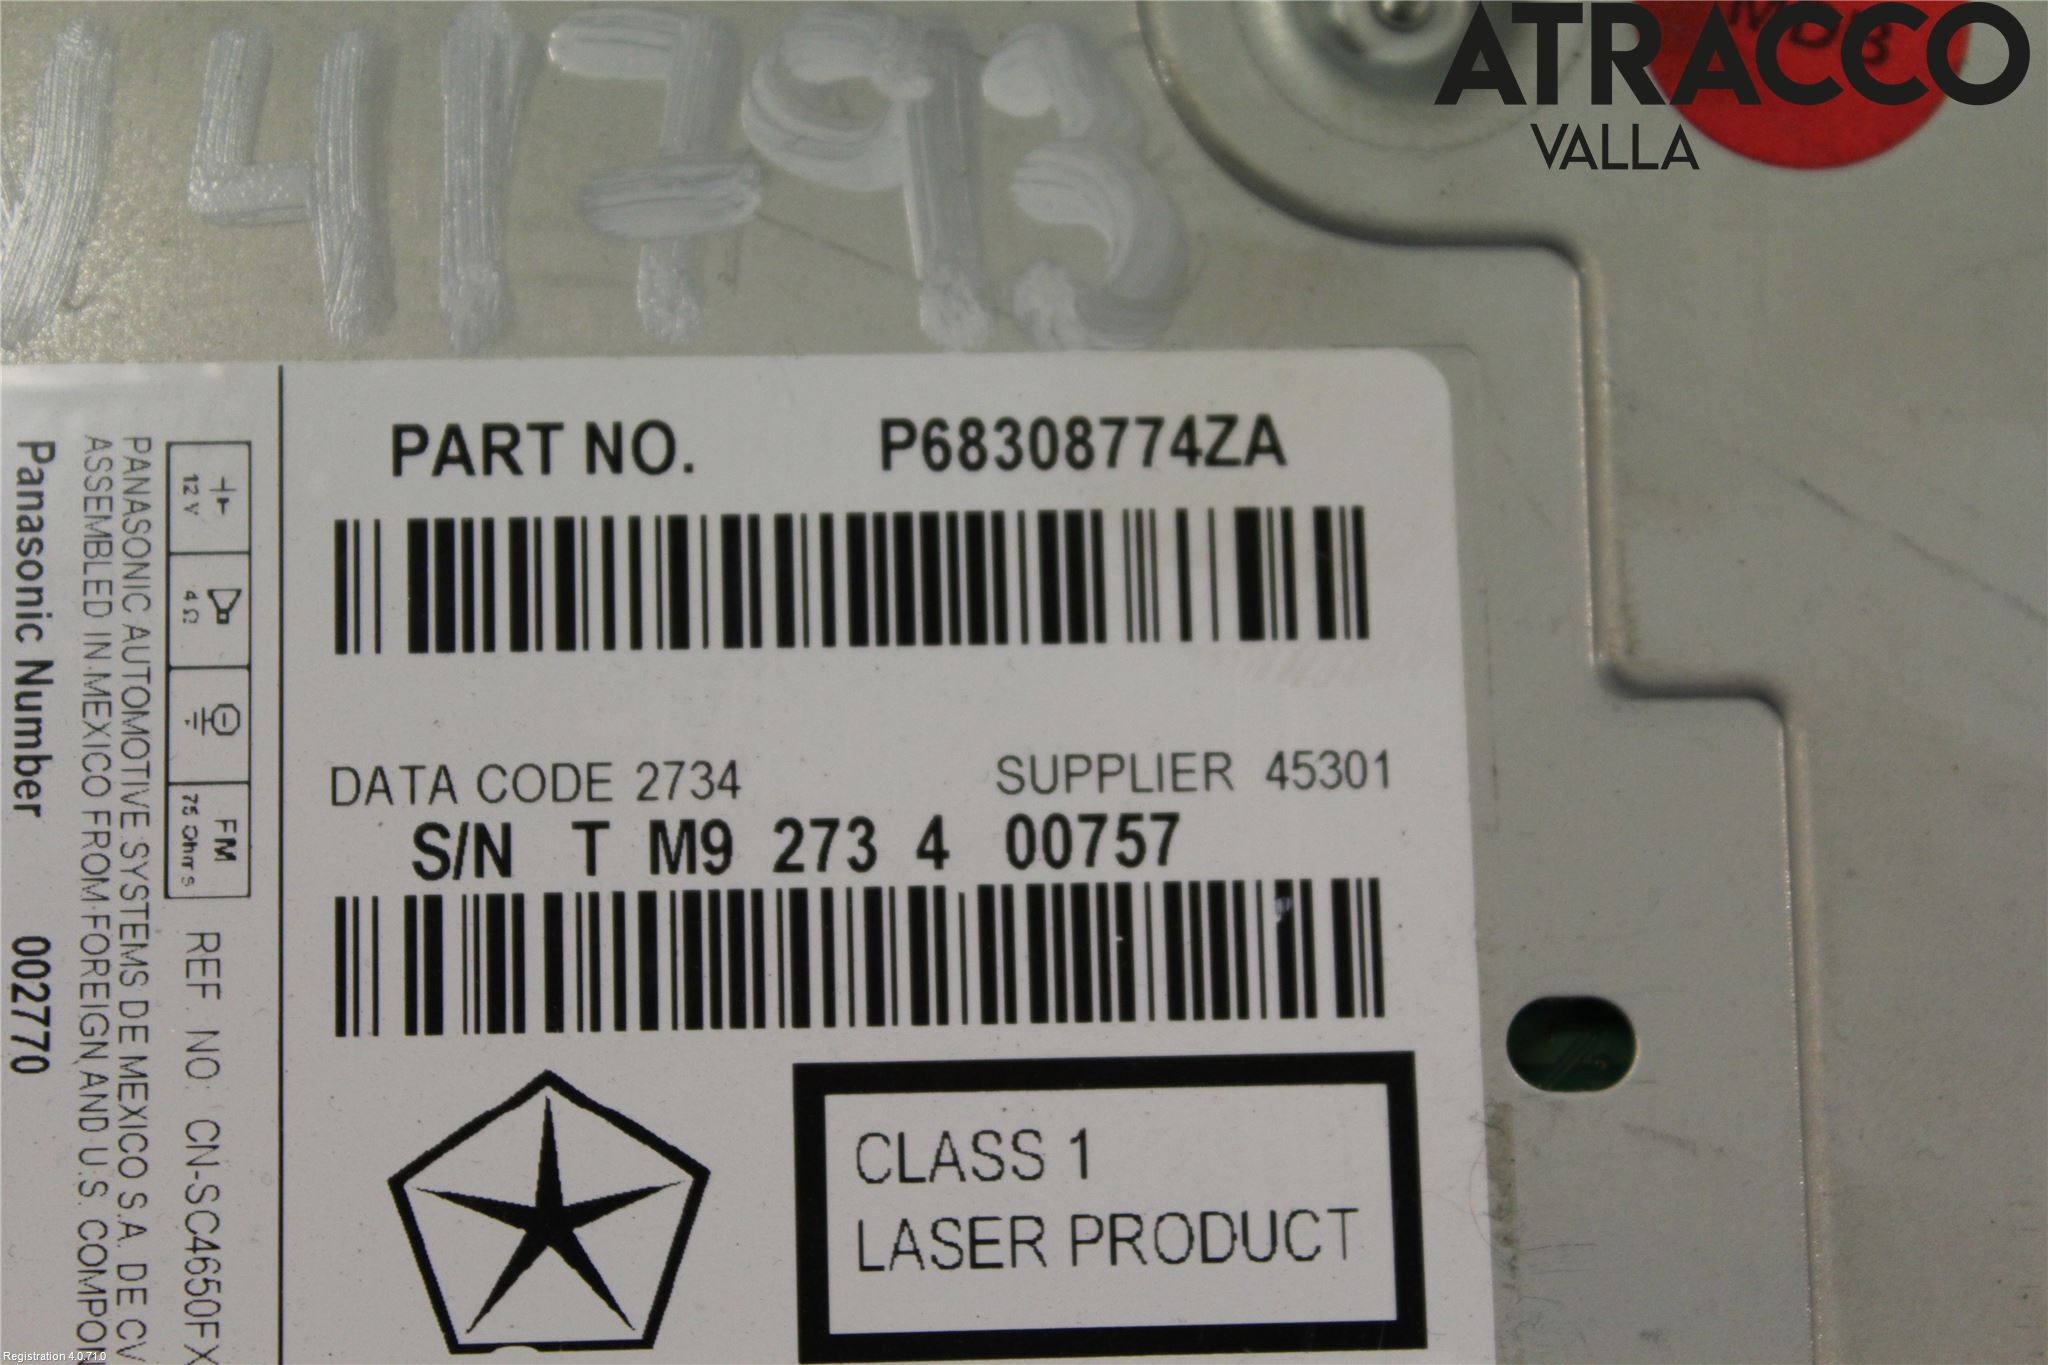 ATRACCO
VALLA
MDB
41793
PART NO. P68308774ZA
DATA CODE 2734 SUPPLIER 45301
S/N T M9 273 4 00757
CLASS 1
LASER PRODUCT
12 V
4 Ω
FM
75 Ohms
REF. NO: CN-SC4650FX
PANASONIC AUTOMOTIVE SYSTEMS DE MEXICO S.A. DE CV
ASSEMBLED IN MEXICO FROM FOREIGN AND U.S.
Panasonic Number 002770
Registration 4.0.71.0